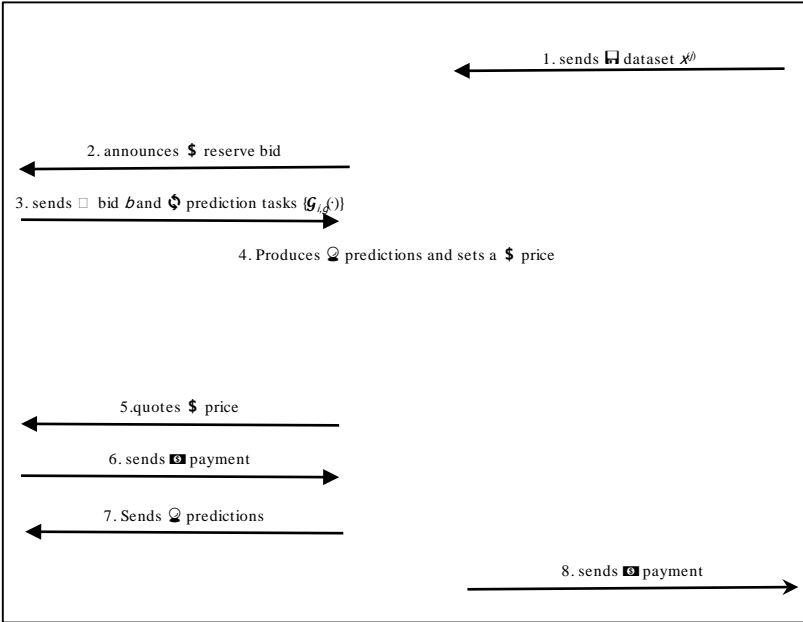 1. sends 🖫 dataset x⁽ʲ⁾
2. announces $ reserve bid
3. sends □ bid b and 🗘 prediction tasks {𝓖ᵢ,g(·)}
4. Produces 🔮 predictions and sets a $ price
5.quotes $ price
6. sends 💵 payment
7. Sends 🔮 predictions
8. sends 💵 payment